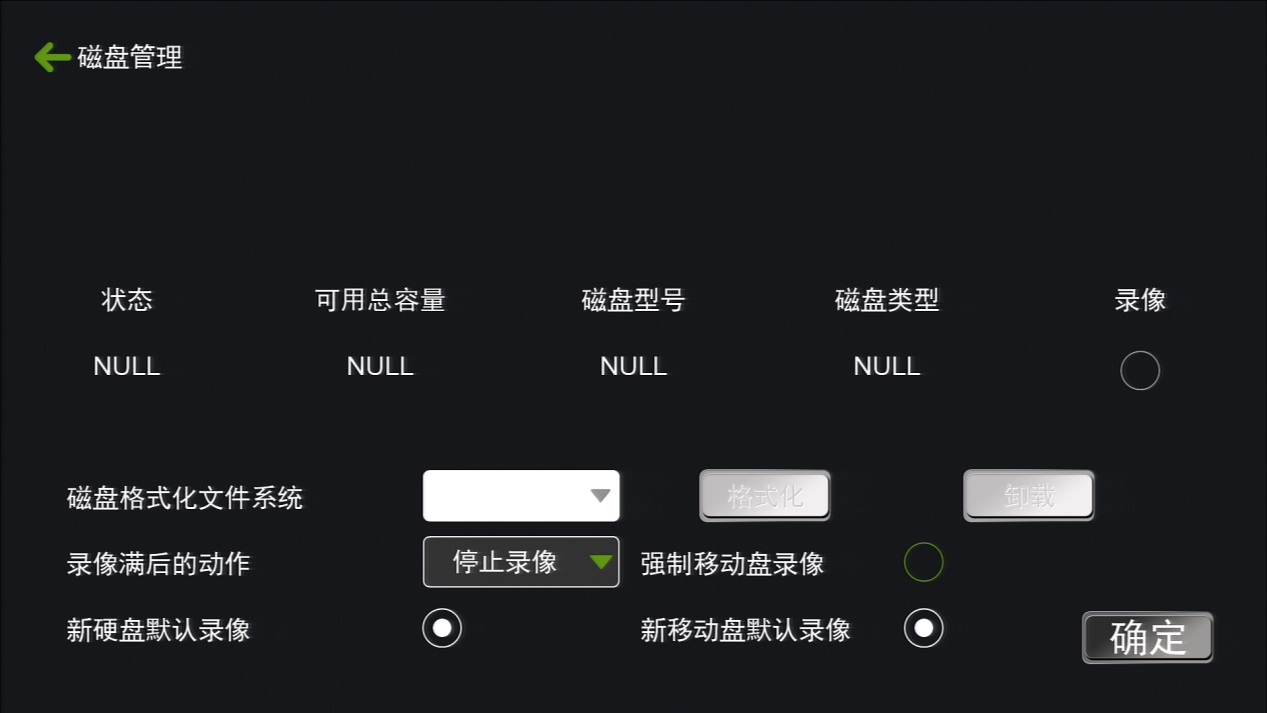 磁盘管理
状态 可用总容量 磁盘型号 磁盘类型 录像
NULL NULL NULL NULL
磁盘格式化文件系统 格式化 卸载
录像满后的动作 停止录像 强制移动盘录像
新硬盘默认录像 新移动盘默认录像 确定